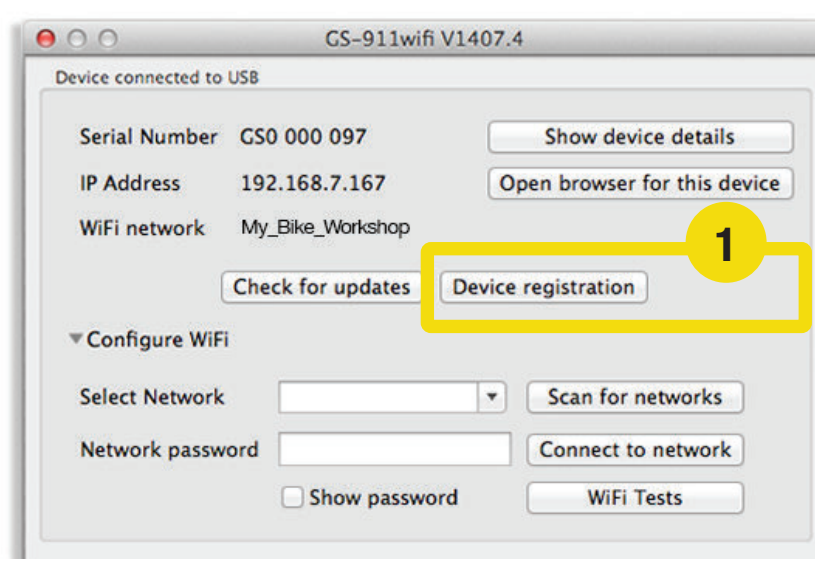 GS-911wifi V1407.4
Device connected to USB
Serial Number GS0 000 097 Show device details
IP Address 192.168.7.167 Open browser for this device
WiFi network My_Bike_Workshop
1
Check for updates Device registration
Configure WiFi
Select Network Scan for networks
Network password Connect to network
Show password WiFi Tests